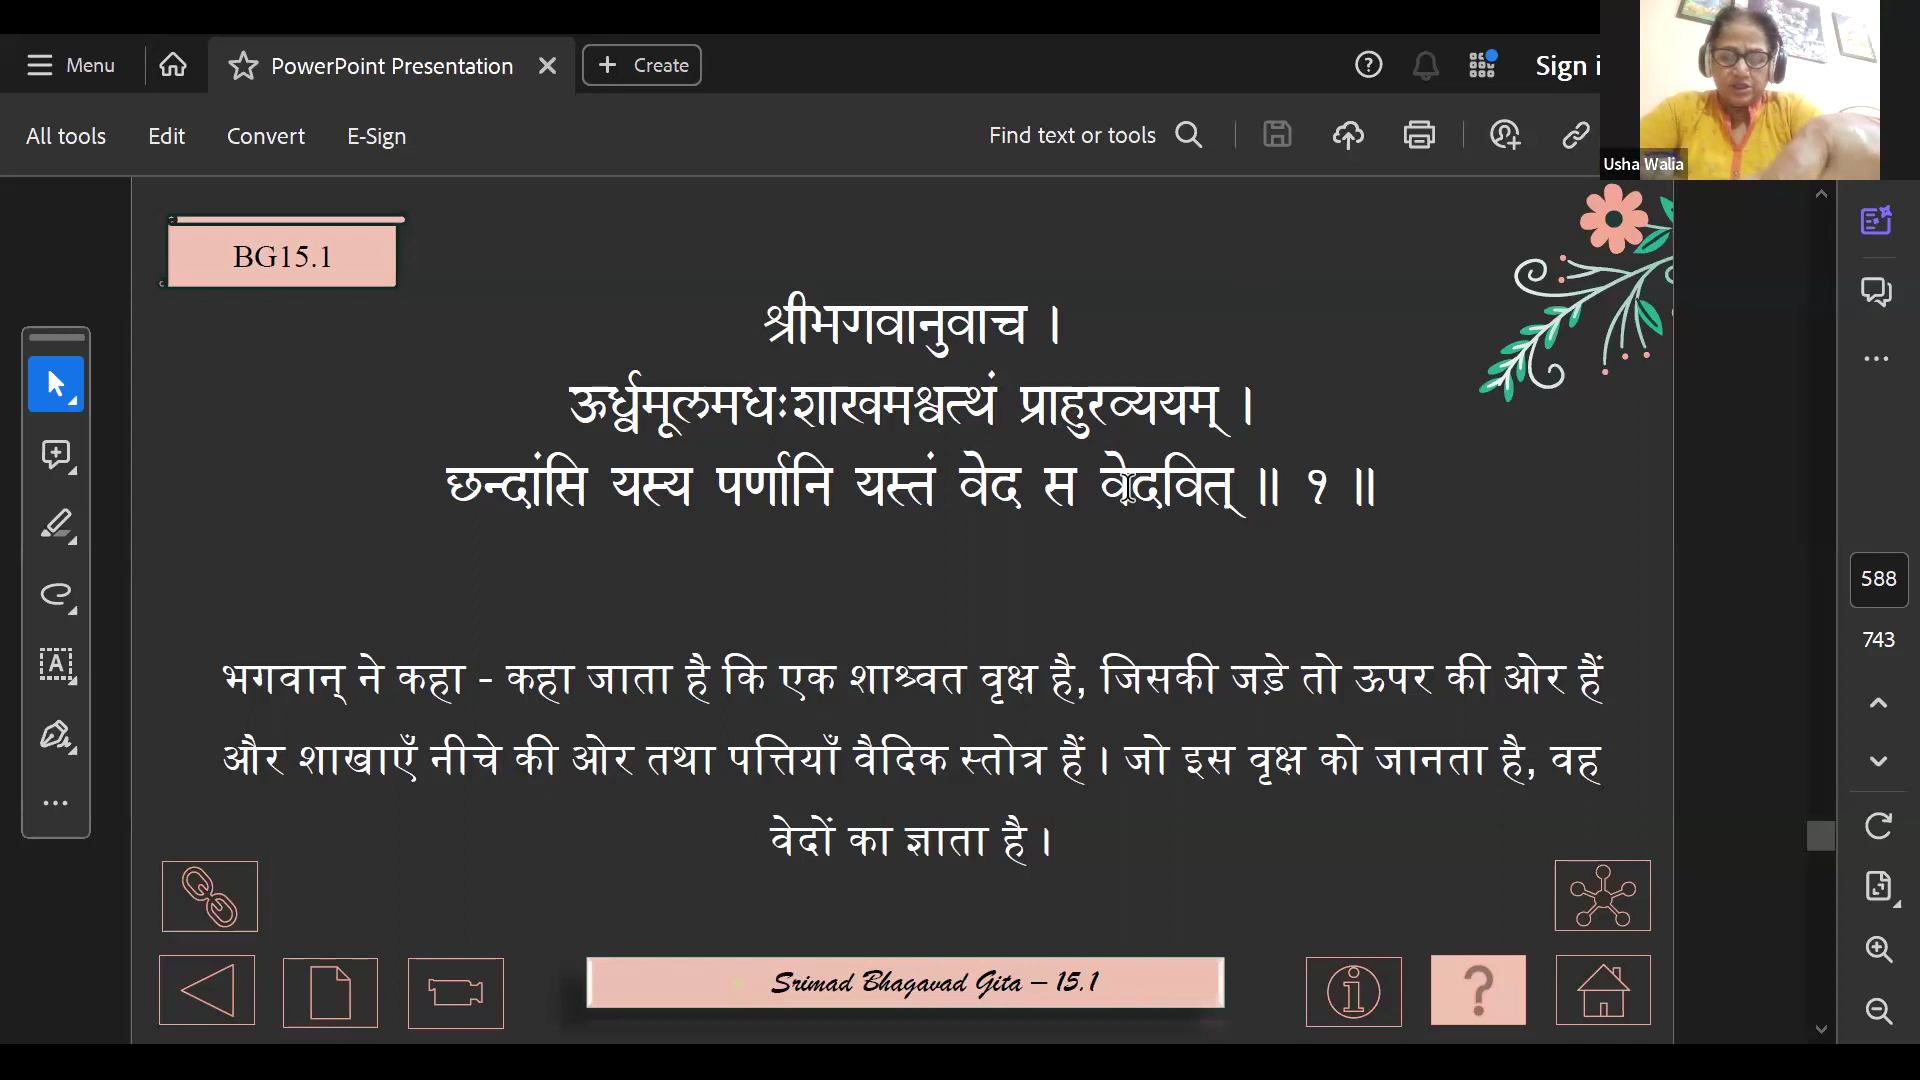 Menu
PowerPoint Presentation
Create
Sign i
All tools
Edit
Convert
E-Sign
Find text or tools
Usha Walia
BG15.1
श्रीभगवानुवाच ।
ऊर्ध्वमूलमधःशाखमश्वत्थं प्राहुरव्ययम् ।
छन्दांसि यस्य पर्णानि यस्तं वेद स वेदवित् ॥ १ ॥
भगवान् ने कहा - कहा जाता है कि एक शाश्र्वत वृक्ष है, जिसकी जड़े तो ऊपर की ओर हैं
और शाखाएँ नीचे की ओर तथा पत्तियाँ वैदिक स्तोत्र हैं । जो इस वृक्ष को जानता है, वह
वेदों का ज्ञाता है ।
588
743
Srimad Bhagavad Gita – 15.1